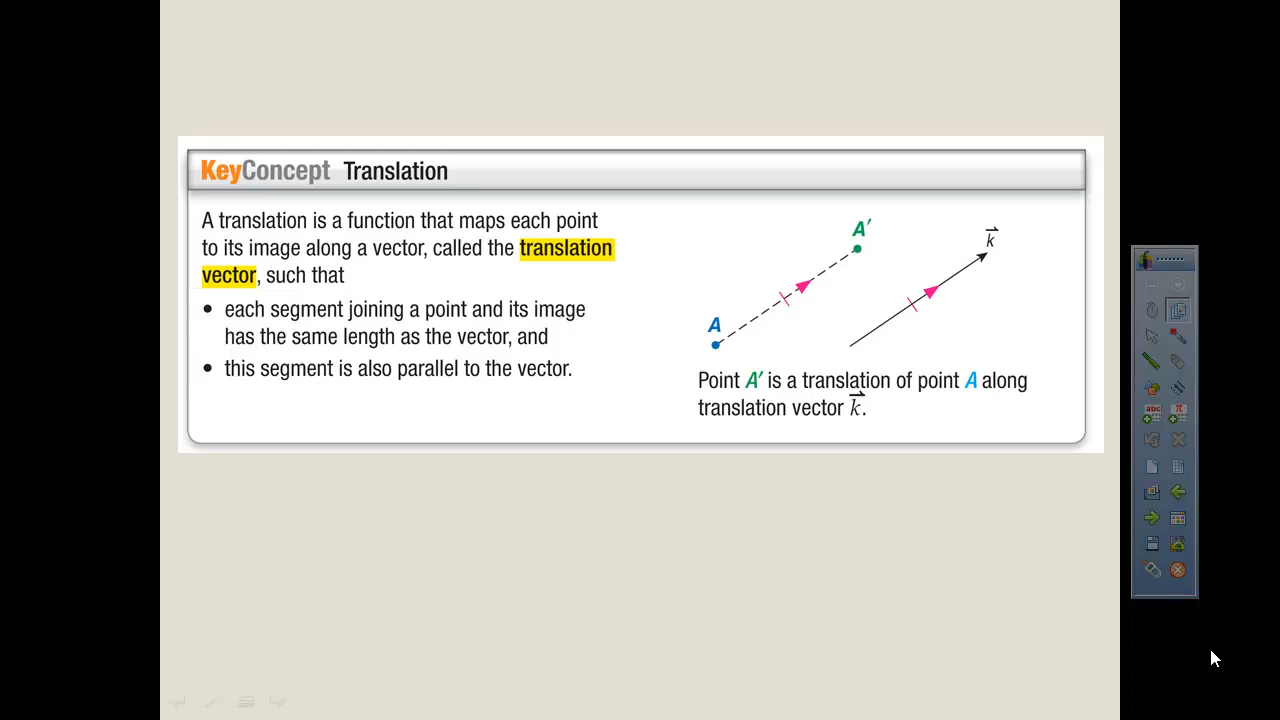 KeyConcept Translation
A translation is a function that maps each point
to its image along a vector, called the translation
vector, such that
• each segment joining a point and its image
has the same length as the vector, and
• this segment is also parallel to the vector.
A′
k⃗
A
Point A′ is a translation of point A along
translation vector k⃗.
abc
π